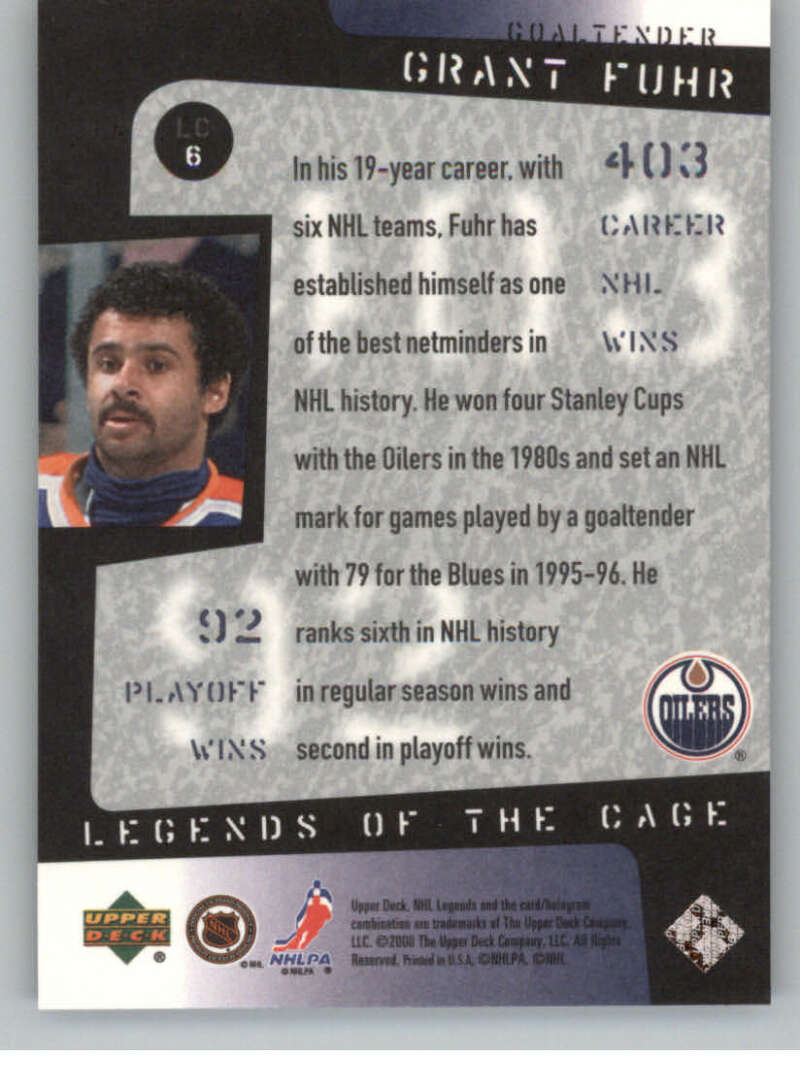 GOALTENDER
GRANT FUHR
LC
6
In his 19-year career, with
six NHL teams, Fuhr has
established himself as one
of the best netminders in
NHL history. He won four Stanley Cups
with the Oilers in the 1980s and set an NHL
mark for games played by a goaltender
with 79 for the Blues in 1995-96. He
ranks sixth in NHL history
in regular season wins and
second in playoff wins.
403
CAREER
NHL
WINS
92
PLAYOFF
WINS
OILERS
®
LEGENDS OF THE CAGE
UPPER
DECK
®
NHL
© NHL
NHLPA
© NHLPA ®
Upper Deck, NHL Legends and the card/hologram
combination are trademarks of The Upper Deck Company,
LLC. ©2000 The Upper Deck Company, LLC. All Rights
Reserved. Printed in U.S.A. ©NHLPA. ©NHL